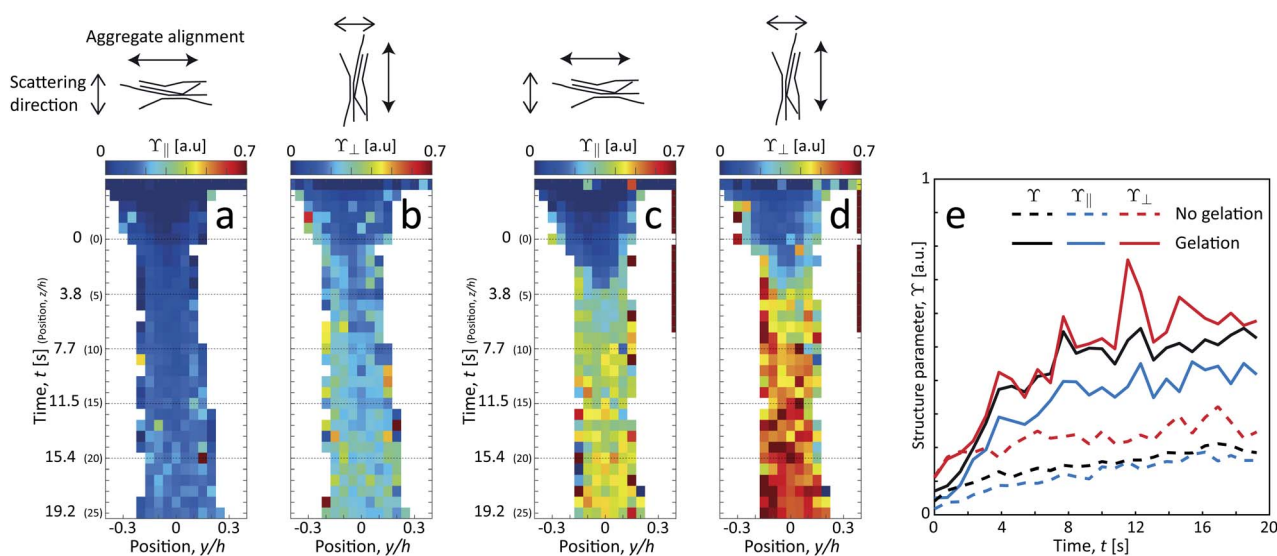 Aggregate alignment
Scattering
direction
0 ϒ∥ [a.u] 0.7
0 ϒ⊥ [a.u] 0.7
0 ϒ∥ [a.u] 0.7
0 ϒ⊥ [a.u] 0.7
a
b
c
d
Time, t [s] (Position, z/h)
0 (0)
3.8 (5)
7.7 (10)
11.5 (15)
15.4 (20)
19.2 (25)
-0.3 0 0.3
Position, y/h
-0.3 0 0.3
Position, y/h
-0.3 0 0.3
Position, y/h
-0.3 0 0.3
Position, y/h
e
Structure parameter, ϒ [a.u.]
1
0
ϒ ϒ∥ ϒ⊥
No gelation
Gelation
0 4 8 12 16 20
Time, t [s]